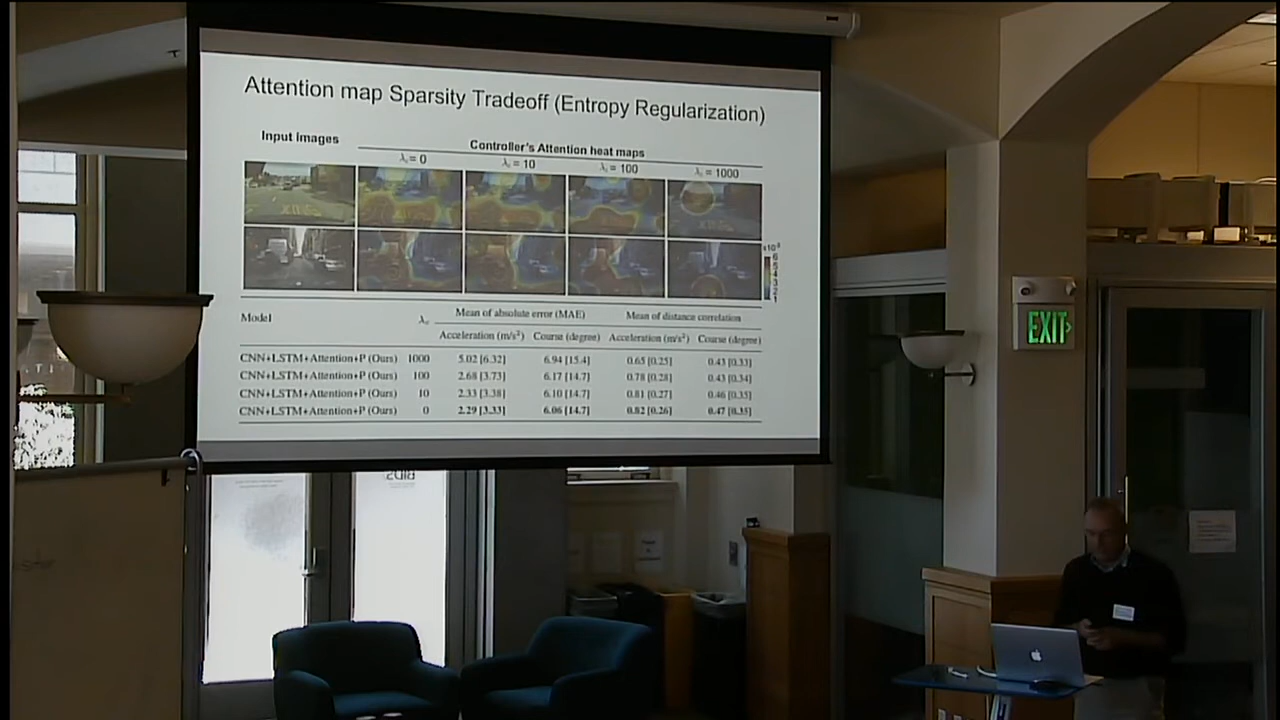 Attention map Sparsity Tradeoff (Entropy Regularization)
Input images
Controller's Attention heat maps
λc = 0
λc = 10
λc = 100
λc = 1000
Model
λc
Mean of absolute error (MAE)
Mean of distance correlation
Acceleration (m/s²) Course (degree) Acceleration (m/s²) Course (degree)
CNN+LSTM+Attention+P (Ours) 1000 5.02 [6.32] 6.94 [15.4] 0.65 [0.25] 0.43 [0.33]
CNN+LSTM+Attention+P (Ours) 100 2.68 [3.73] 6.17 [14.7] 0.78 [0.28] 0.43 [0.34]
CNN+LSTM+Attention+P (Ours) 10 2.33 [3.38] 6.10 [14.7] 0.81 [0.27] 0.46 [0.35]
CNN+LSTM+Attention+P (Ours) 0 2.29 [3.33] 6.06 [14.7] 0.82 [0.26] 0.47 [0.35]
EXIT